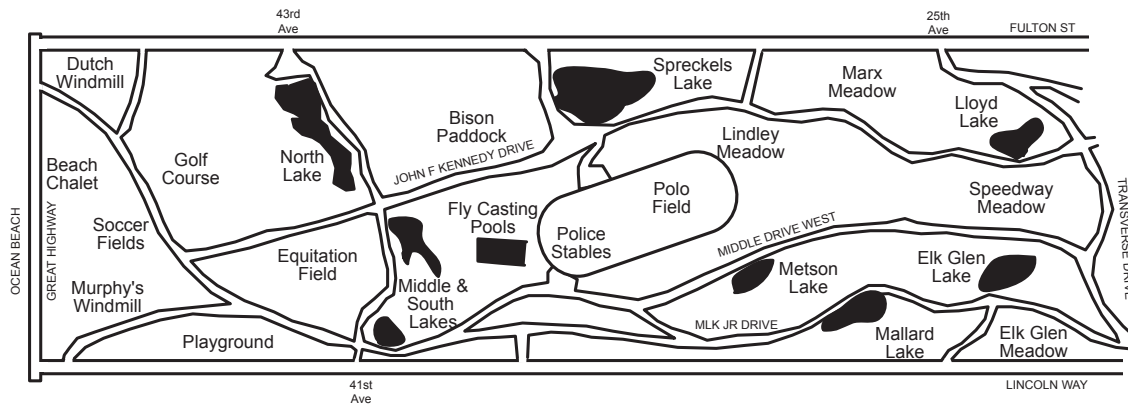 43rd
Ave
25th
Ave
FULTON ST
Dutch
Windmill
Spreckels
Lake
Marx
Meadow
Lloyd
Lake
Bison
Paddock
Lindley
Meadow
Beach
Chalet
Golf
Course
North
Lake
JOHN F KENNEDY DRIVE
Polo
Field
Speedway
Meadow
TRANSVERSE DRIVE
OCEAN BEACH
GREAT HIGHWAY
Soccer
Fields
Fly Casting
Pools
Police
Stables
MIDDLE DRIVE WEST
Equitation
Field
Murphy's
Windmill
Middle &
South
Lakes
Metson
Lake
Elk Glen
Lake
Playground
MLK JR DRIVE
Mallard
Lake
Elk Glen
Meadow
41st
Ave
LINCOLN WAY